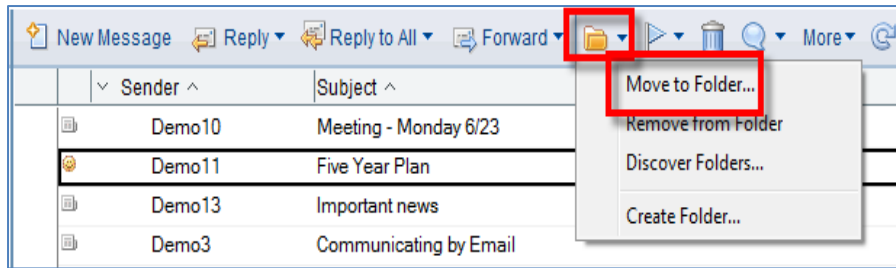 New Message Reply Reply to All Forward More
Sender Subject
Move to Folder...
Demo10 Meeting - Monday 6/23
Remove from Folder
Demo11 Five Year Plan
Discover Folders...
Demo13 Important news
Create Folder...
Demo3 Communicating by Email